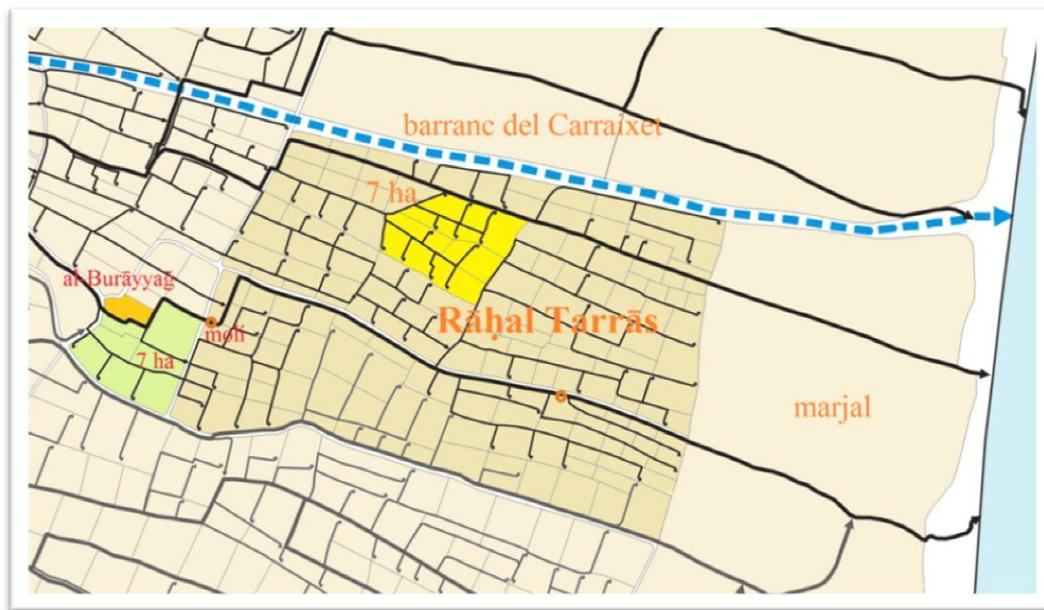 barranc del Carraixet
7 ha
al-Burāyyaǧ
Rāḥal Tarrās
molí
7 ha
marjal